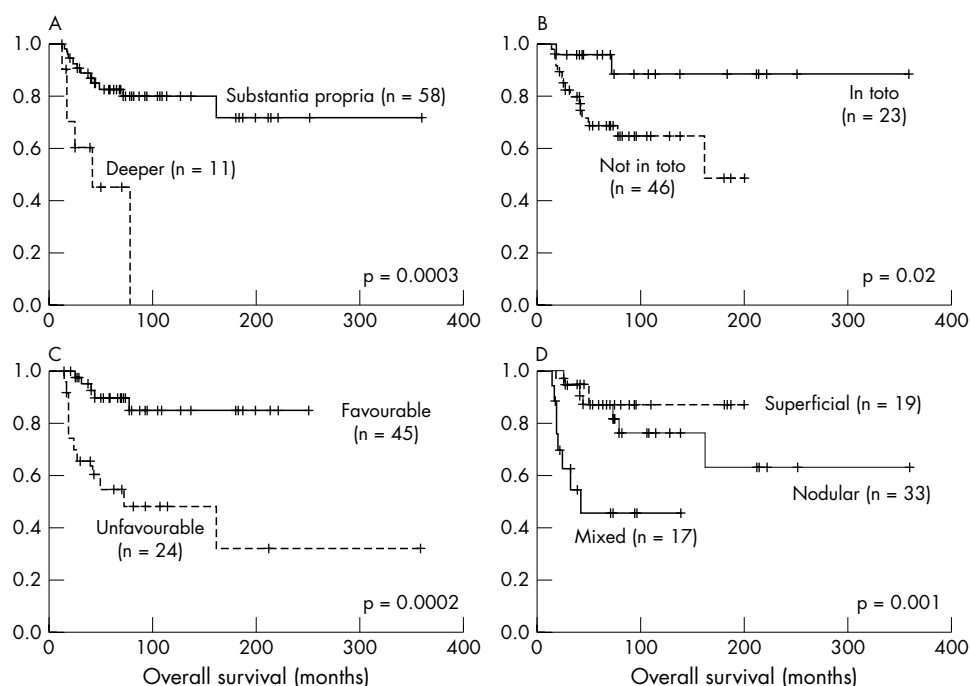 A
1.0
0.8
0.6
0.4
0.2
0.0
Substantia propria (n = 58)
Deeper (n = 11)
p = 0.0003
0
100
200
300
400
B
1.0
0.8
0.6
0.4
0.2
0.0
In toto
(n = 23)
Not in toto
(n = 46)
p = 0.02
0
100
200
300
400
C
1.0
0.8
0.6
0.4
0.2
0.0
Favourable
(n = 45)
Unfavourable
(n = 24)
p = 0.0002
0
100
200
300
400
Overall survival (months)
D
1.0
0.8
0.6
0.4
0.2
0.0
Superficial (n = 19)
Nodular (n = 33)
Mixed (n = 17)
p = 0.001
0
100
200
300
400
Overall survival (months)